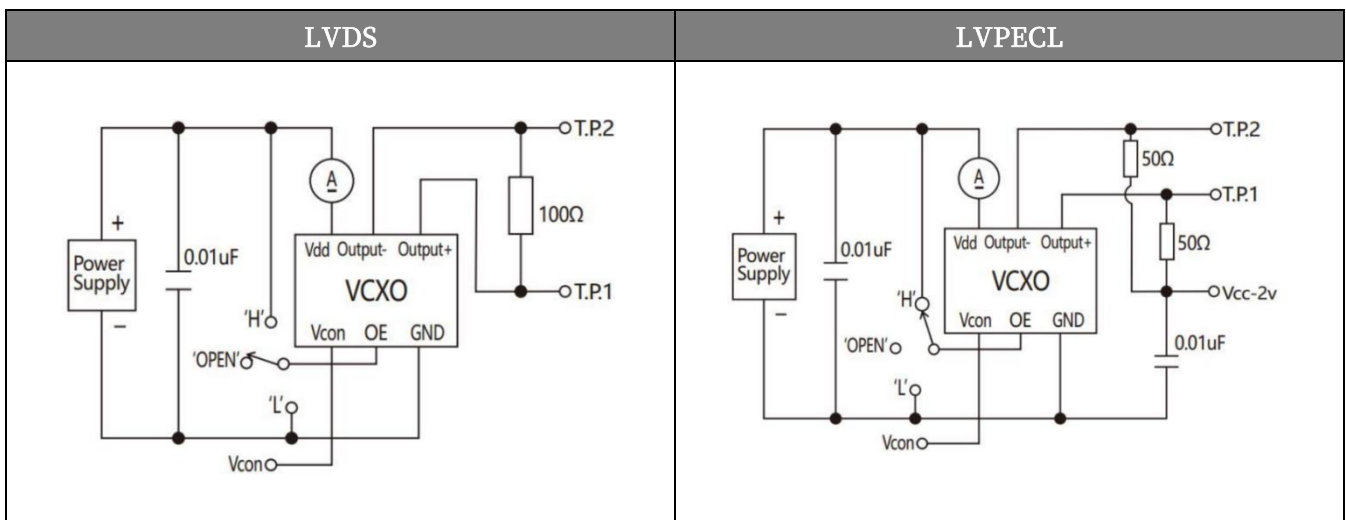 LVDS
LVPECL
T.P.2
A
100Ω
+
Power
Supply
−
0.01uF
Vdd Output- Output+
VCXO
Vcon OE GND
'H'
'OPEN'
T.P.1
'L'
Vcon
T.P.2
50Ω
A
T.P.1
+
Power
Supply
−
0.01uF
Vdd Output- Output+
VCXO
Vcon OE GND
50Ω
'H'
Vcc-2v
'OPEN'
0.01uF
'L'
Vcon